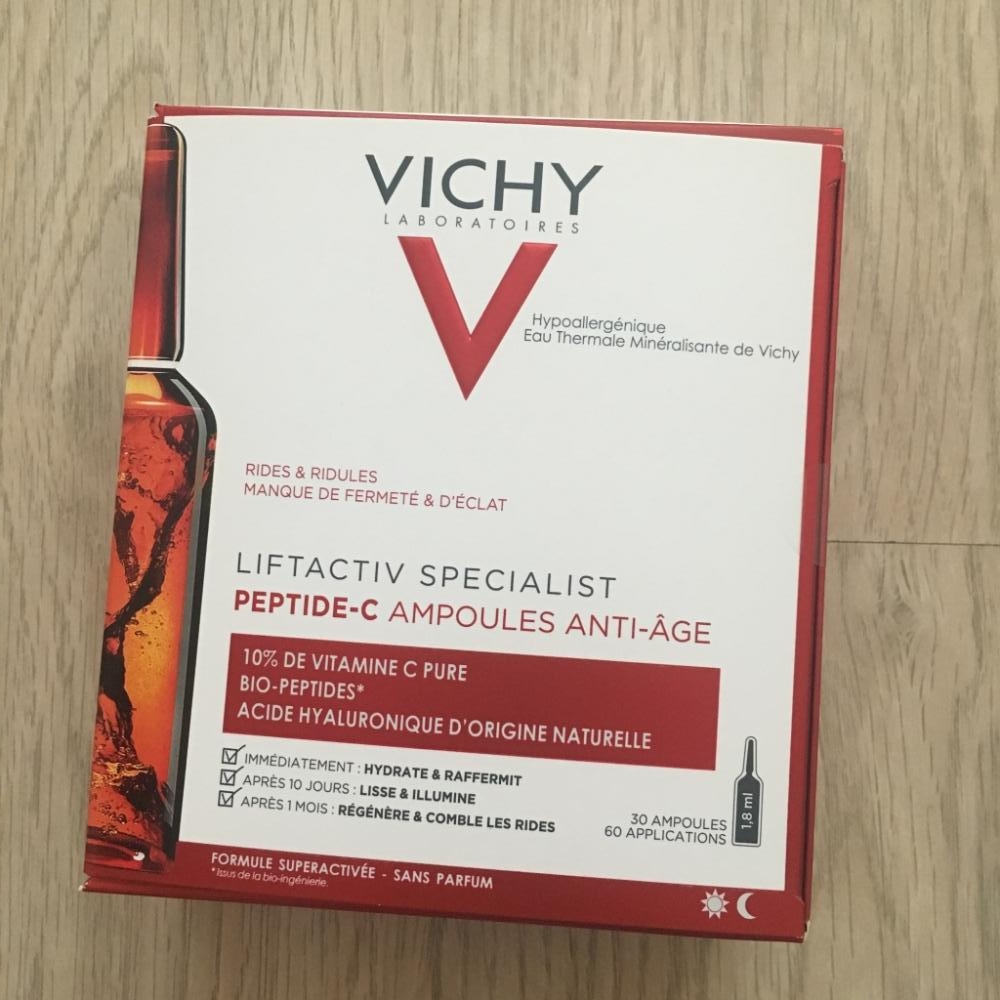 VICHY
LABORATOIRES
Hypoallergénique
Eau Thermale Minéralisante de Vichy
RIDES & RIDULES
MANQUE DE FERMETÉ & D'ÉCLAT
LIFTACTIV SPECIALIST
PEPTIDE-C AMPOULES ANTI-ÂGE
10% DE VITAMINE C PURE
BIO-PEPTIDES*
ACIDE HYALURONIQUE D'ORIGINE NATURELLE
IMMÉDIATEMENT : HYDRATE & RAFFERMIT
APRÈS 10 JOURS : LISSE & ILLUMINE
APRÈS 1 MOIS : RÉGÉNÈRE & COMBLE LES RIDES
30 AMPOULES
60 APPLICATIONS
1,8 ml
FORMULE SUPERACTIVÉE - SANS PARFUM
*Issus de la bio-ingénierie.